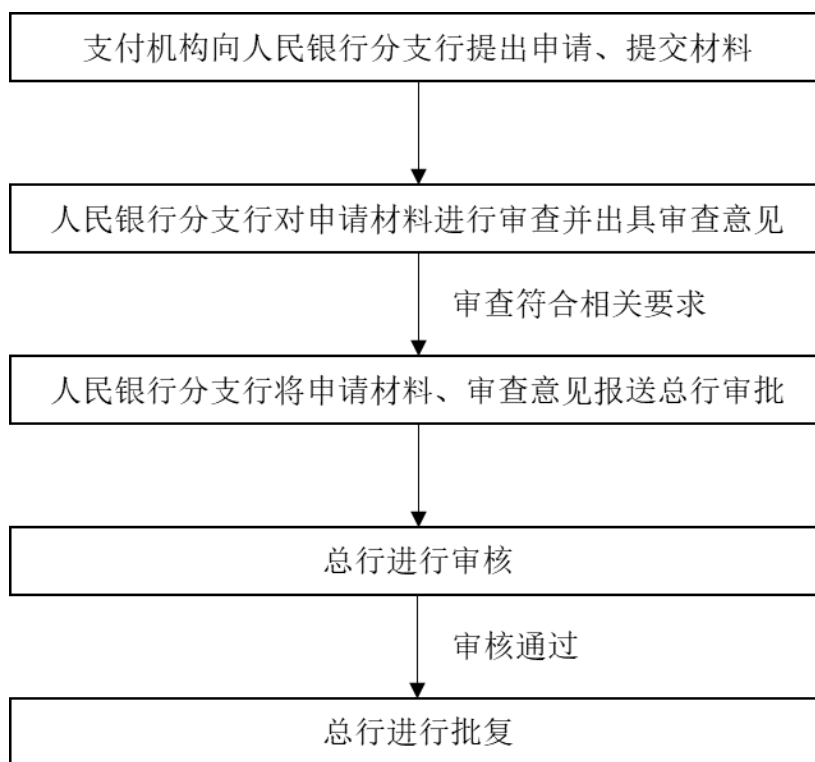 支付机构向人民银行分支行提出申请、提交材料
人民银行分支行对申请材料进行审查并出具审查意见
审查符合相关要求
人民银行分支行将申请材料、审查意见报送总行审批
总行进行审核
审核通过
总行进行批复